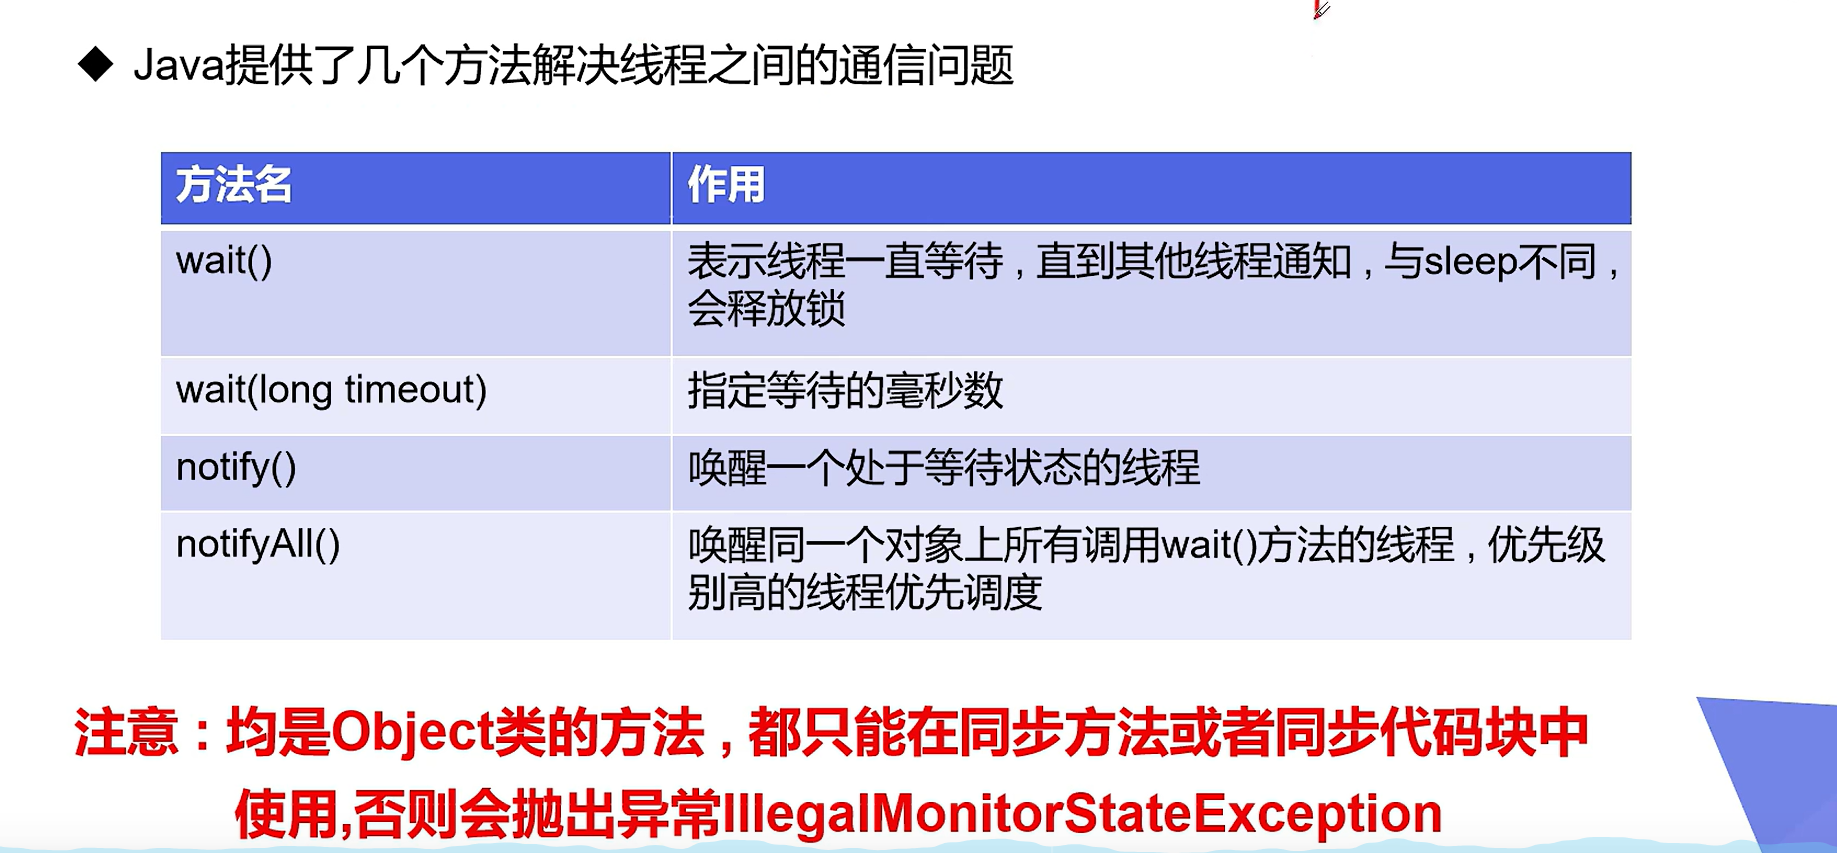 Java提供了几个方法解决线程之间的通信问题
方法名
作用
wait()
表示线程一直等待，直到其他线程通知，与sleep不同，
会释放锁
wait(long timeout)
指定等待的毫秒数
notify()
唤醒一个处于等待状态的线程
notifyAll()
唤醒同一个对象上所有调用wait()方法的线程，优先级
别高的线程优先调度
注意：均是Object类的方法，都只能在同步方法或者同步代码块中
使用,否则会抛出异常IllegalMonitorStateException